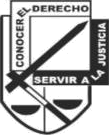 CONOCER EL DERECHO
SERVIR A LA JUSTICIA